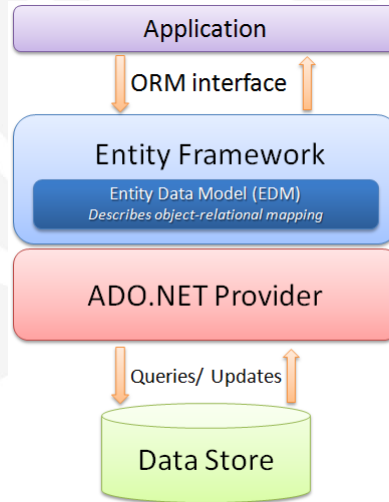 Application
ORM interface
Entity Framework
Entity Data Model (EDM)
Describes object-relational mapping
ADO.NET Provider
Queries/ Updates
Data Store